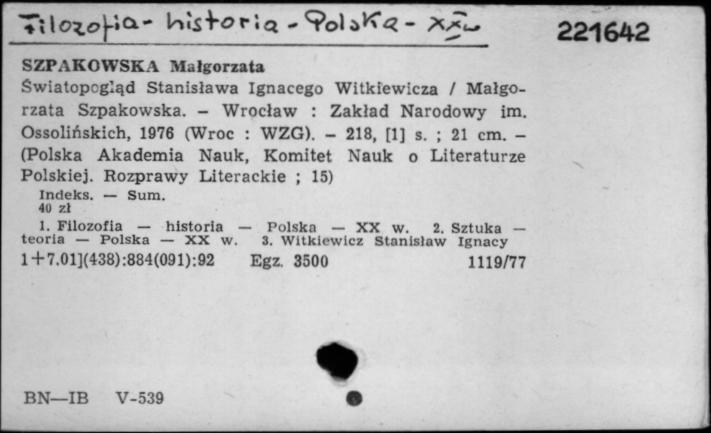 Filozofia - historia - Polska - XXw
221642
SZPAKOWSKA Małgorzata
Światopogląd Stanisława Ignacego Witkiewicza / Małgo-
rzata Szpakowska. — Wrocław : Zakład Narodowy im.
Ossolińskich, 1976 (Wroc : WZG). — 218, [1] s. ; 21 cm. —
(Polska Akademia Nauk, Komitet Nauk o Literaturze
Polskiej. Rozprawy Literackie ; 15)
Indeks. — Sum.
40 zł
1. Filozofia — historia — Polska — XX w. 2. Sztuka —
teoria — Polska — XX w. 3. Witkiewicz Stanisław Ignacy
1+7.01](438):884(091):92 Egz. 3500 1119/77
BN—IB V-539